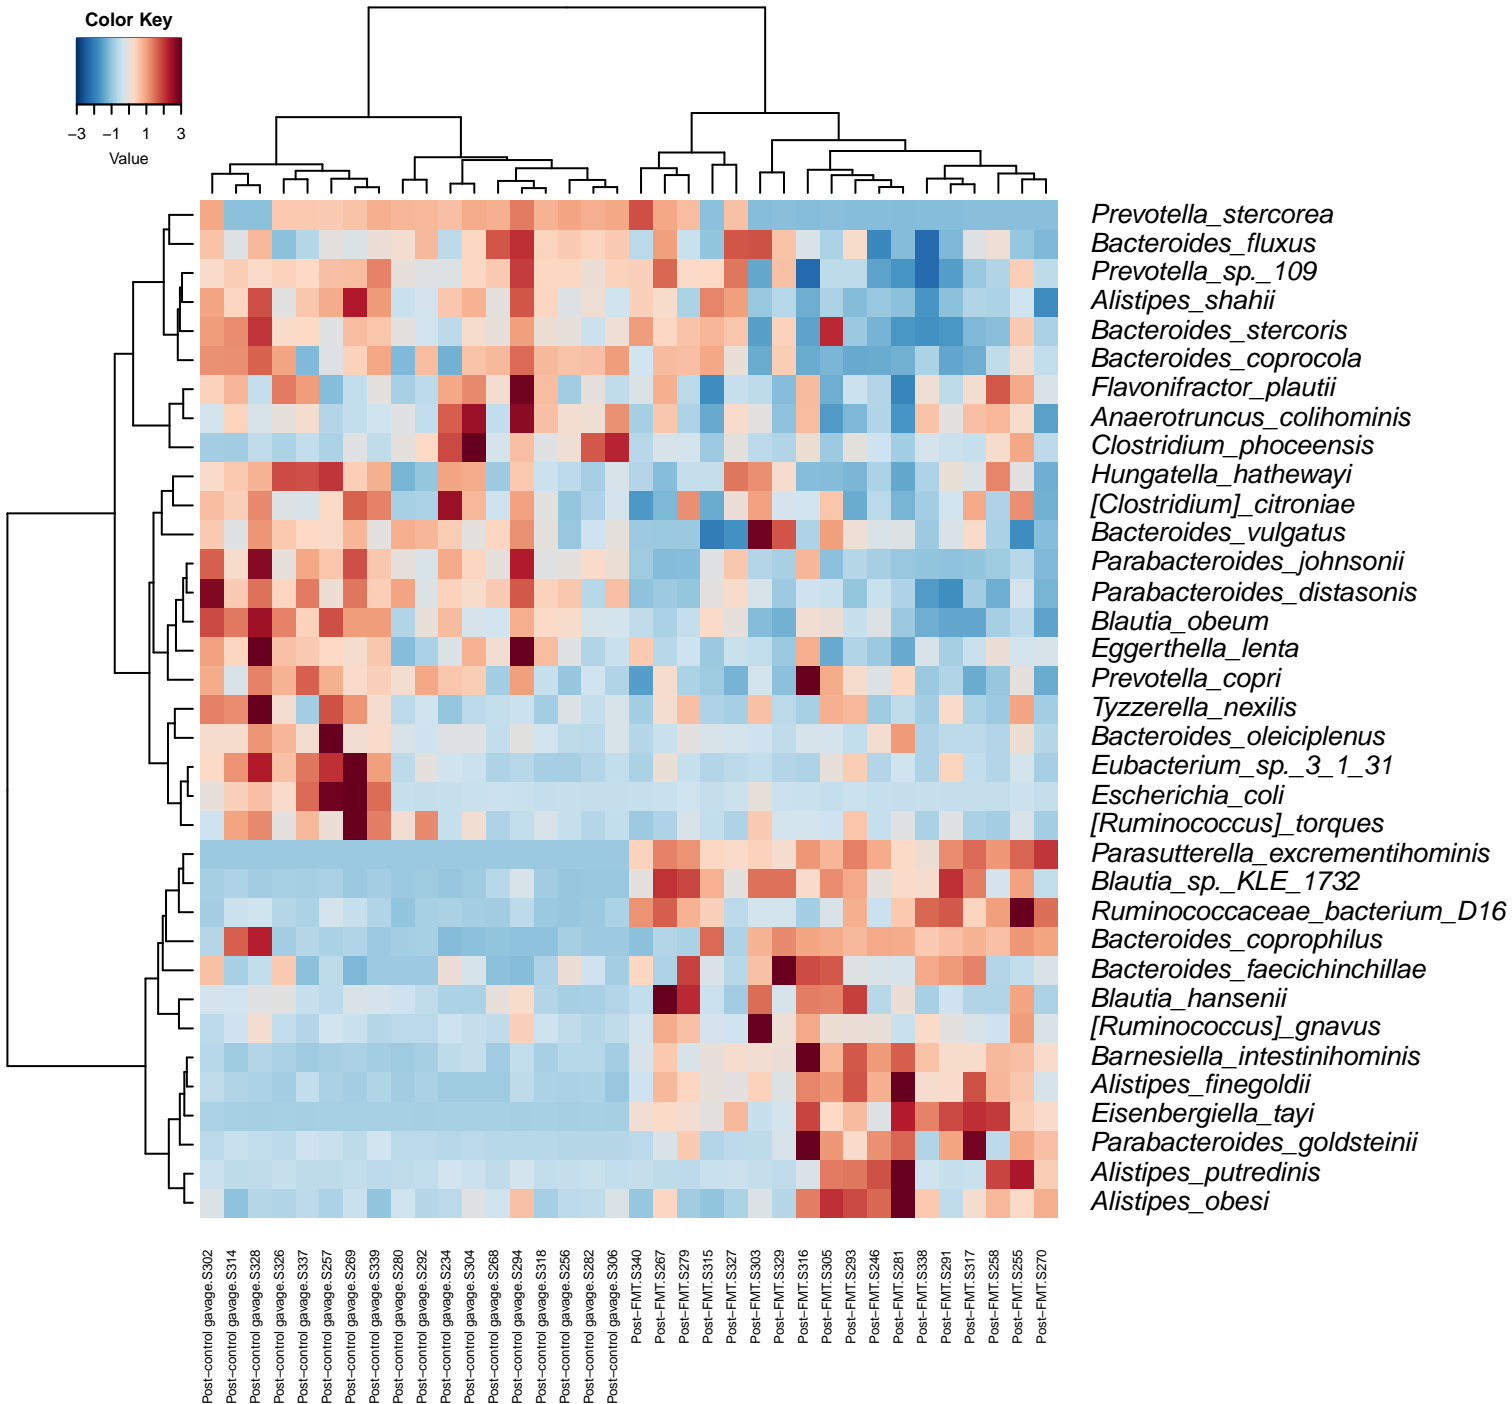 Color Key
−3 −1 1 3
Value
Prevotella_stercorea
Bacteroides_fluxus
Prevotella_sp._109
Alistipes_shahii
Bacteroides_stercoris
Bacteroides_coprocola
Flavonifractor_plautii
Anaerotruncus_colihominis
Clostridium_phoceensis
Hungatella_hathewayi
[Clostridium]_citroniae
Bacteroides_vulgatus
Parabacteroides_johnsonii
Parabacteroides_distasonis
Blautia_obeum
Eggerthella_lenta
Prevotella_copri
Tyzzerella_nexilis
Bacteroides_oleiciplenus
Eubacterium_sp._3_1_31
Escherichia_coli
[Ruminococcus]_torques
Parasutterella_excrementihominis
Blautia_sp._KLE_1732
Ruminococcaceae_bacterium_D16
Bacteroides_coprophilus
Bacteroides_faecichinchillae
Blautia_hansenii
[Ruminococcus]_gnavus
Barnesiella_intestinihominis
Alistipes_finegoldii
Eisenbergiella_tayi
Parabacteroides_goldsteinii
Alistipes_putredinis
Alistipes_obesi
Post−control gavage.S302
Post−control gavage.S314
Post−control gavage.S328
Post−control gavage.S326
Post−control gavage.S337
Post−control gavage.S257
Post−control gavage.S269
Post−control gavage.S339
Post−control gavage.S280
Post−control gavage.S292
Post−control gavage.S234
Post−control gavage.S304
Post−control gavage.S268
Post−control gavage.S294
Post−control gavage.S318
Post−control gavage.S256
Post−control gavage.S282
Post−control gavage.S306
Post−FMT.S340
Post−FMT.S267
Post−FMT.S279
Post−FMT.S315
Post−FMT.S327
Post−FMT.S303
Post−FMT.S329
Post−FMT.S316
Post−FMT.S305
Post−FMT.S293
Post−FMT.S246
Post−FMT.S281
Post−FMT.S338
Post−FMT.S291
Post−FMT.S317
Post−FMT.S258
Post−FMT.S255
Post−FMT.S270